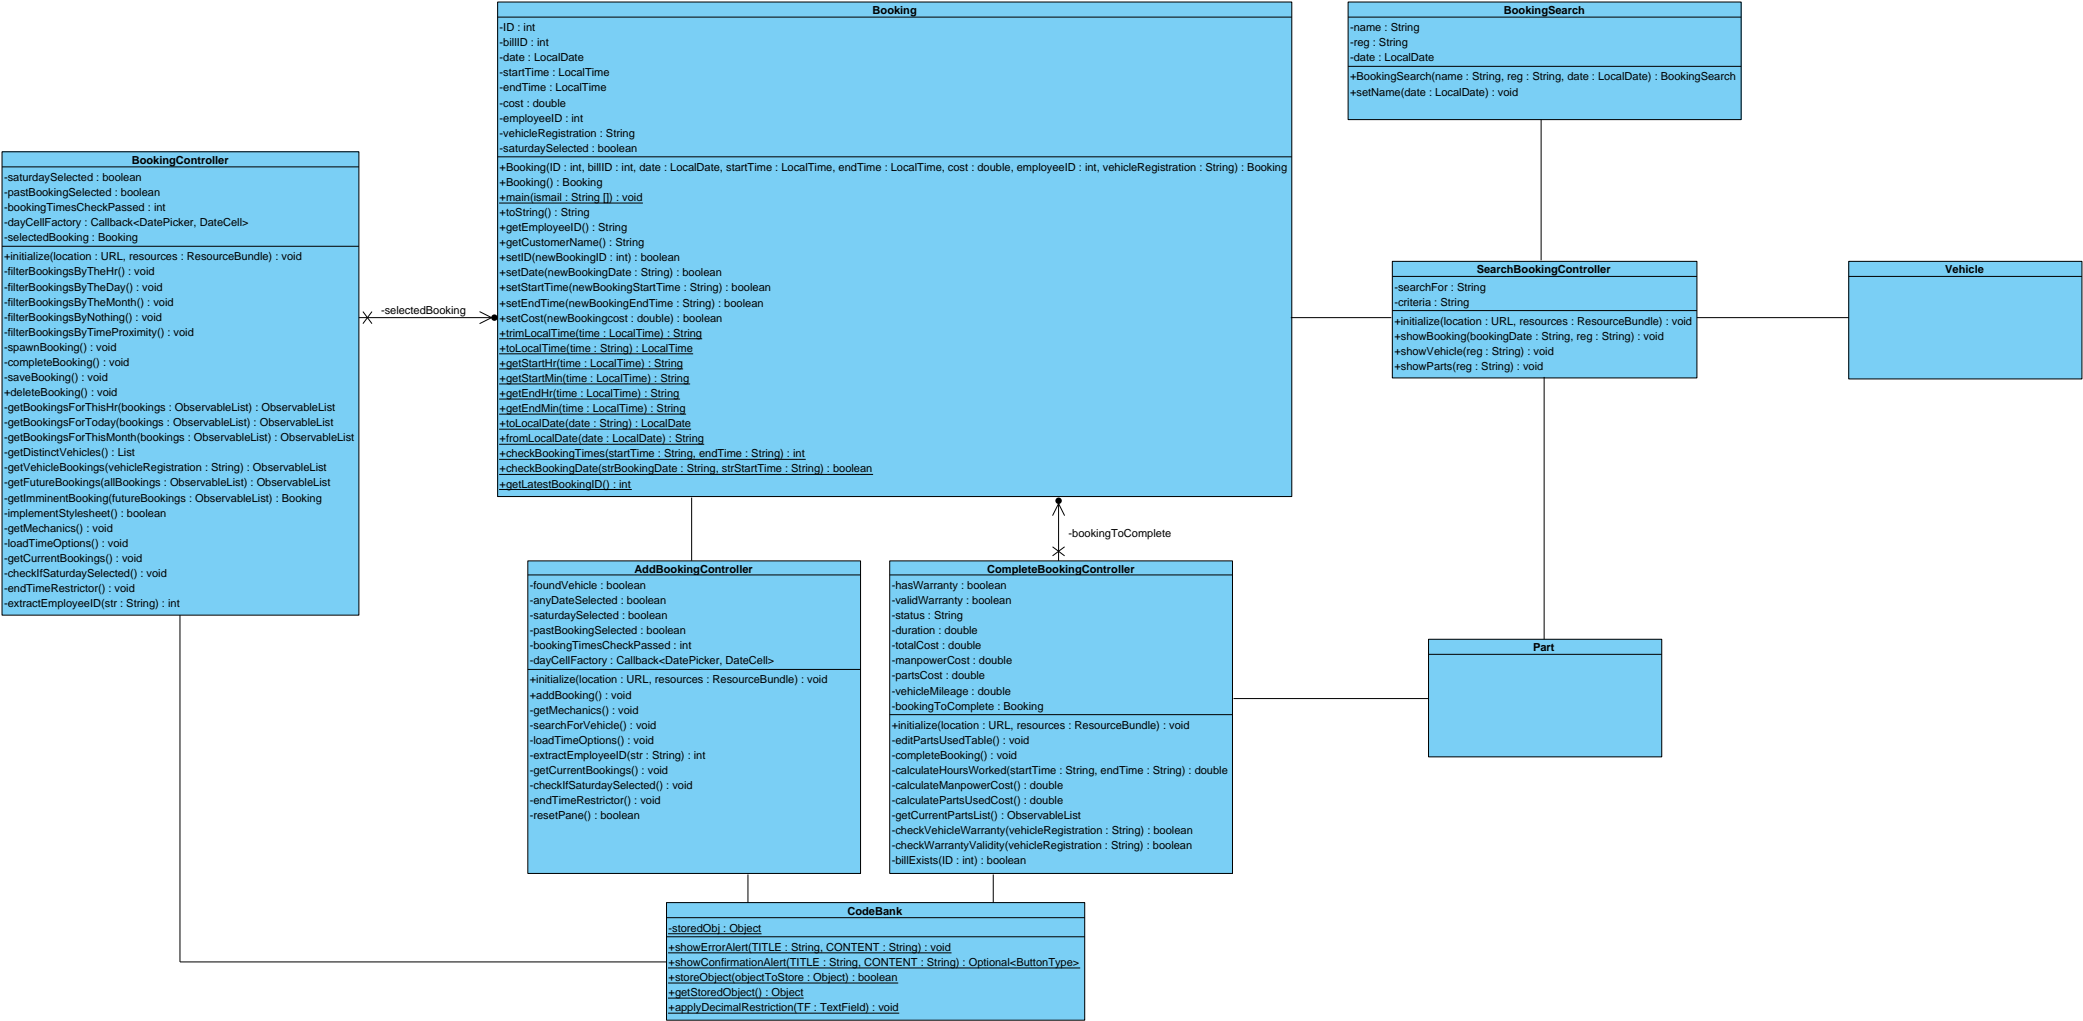 Booking
-ID : int
-billID : int
-date : LocalDate
-startTime : LocalTime
-endTime : LocalTime
-cost : double
-employeeID : int
-vehicleRegistration : String
-saturdaySelected : boolean
+Booking(ID : int, billID : int, date : LocalDate, startTime : LocalTime, endTime : LocalTime, cost : double, employeeID : int, vehicleRegistration : String) : Booking
+Booking() : Booking
+main(ismail : String []) : void
+toString() : String
+getEmployeeID() : String
+getCustomerName() : String
+setID(newBookingID : int) : boolean
+setDate(newBookingDate : String) : boolean
+setStartTime(newBookingStartTime : String) : boolean
+setEndTime(newBookingEndTime : String) : boolean
+setCost(newBookingcost : double) : boolean
+trimLocalTime(time : LocalTime) : String
+toLocalTime(time : String) : LocalTime
+getStartHr(time : LocalTime) : String
+getStartMin(time : LocalTime) : String
+getEndHr(time : LocalTime) : String
+getEndMin(time : LocalTime) : String
+toLocalDate(date : String) : LocalDate
+fromLocalDate(date : LocalDate) : String
+checkBookingTimes(startTime : String, endTime : String) : int
+checkBookingDate(strBookingDate : String, strStartTime : String) : boolean
+getLatestBookingID() : int
BookingSearch
-name : String
-reg : String
-date : LocalDate
+BookingSearch(name : String, reg : String, date : LocalDate) : BookingSearch
+setName(date : LocalDate) : void
BookingController
-saturdaySelected : boolean
-pastBookingSelected : boolean
-bookingTimesCheckPassed : int
-dayCellFactory : Callback<DatePicker, DateCell>
-selectedBooking : Booking
+initialize(location : URL, resources : ResourceBundle) : void
-filterBookingsByTheHr() : void
-filterBookingsByTheDay() : void
-filterBookingsByTheMonth() : void
-filterBookingsByNothing() : void
-filterBookingsByTimeProximity() : void
-spawnBooking() : void
-completeBooking() : void
-saveBooking() : void
+deleteBooking() : void
-getBookingsForThisHr(bookings : ObservableList) : ObservableList
-getBookingsForToday(bookings : ObservableList) : ObservableList
-getBookingsForThisMonth(bookings : ObservableList) : ObservableList
-getDistinctVehicles() : List
-getVehicleBookings(vehicleRegistration : String) : ObservableList
-getFutureBookings(allBookings : ObservableList) : ObservableList
-getImminentBooking(futureBookings : ObservableList) : Booking
-implementStylesheet() : boolean
-getMechanics() : void
-loadTimeOptions() : void
-getCurrentBookings() : void
-checkIfSaturdaySelected() : void
-endTimeRestrictor() : void
-extractEmployeeID(str : String) : int
-selectedBooking
SearchBookingController
-searchFor : String
-criteria : String
+initialize(location : URL, resources : ResourceBundle) : void
+showBooking(bookingDate : String, reg : String) : void
+showVehicle(reg : String) : void
+showParts(reg : String) : void
Vehicle
-bookingToComplete
AddBookingController
-foundVehicle : boolean
-anyDateSelected : boolean
-saturdaySelected : boolean
-pastBookingSelected : boolean
-bookingTimesCheckPassed : int
-dayCellFactory : Callback<DatePicker, DateCell>
+initialize(location : URL, resources : ResourceBundle) : void
+addBooking() : void
-getMechanics() : void
-searchForVehicle() : void
-loadTimeOptions() : void
-extractEmployeeID(str : String) : int
-getCurrentBookings() : void
-checkIfSaturdaySelected() : void
-endTimeRestrictor() : void
-resetPane() : boolean
CompleteBookingController
-hasWarranty : boolean
-validWarranty : boolean
-status : String
-duration : double
-totalCost : double
-manpowerCost : double
-partsCost : double
-vehicleMileage : double
-bookingToComplete : Booking
+initialize(location : URL, resources : ResourceBundle) : void
-editPartsUsedTable() : void
-completeBooking() : void
-calculateHoursWorked(startTime : String, endTime : String) : double
-calculateManpowerCost() : double
-calculatePartsUsedCost() : double
-getCurrentPartsList() : ObservableList
-checkVehicleWarranty(vehicleRegistration : String) : boolean
-checkWarrantyValidity(vehicleRegistration : String) : boolean
-billExists(ID : int) : boolean
Part
CodeBank
-storedObj : Object
+showErrorAlert(TITLE : String, CONTENT : String) : void
+showConfirmationAlert(TITLE : String, CONTENT : String) : Optional<ButtonType>
+storeObject(objectToStore : Object) : boolean
+getStoredObject() : Object
+applyDecimalRestriction(TF : TextField) : void